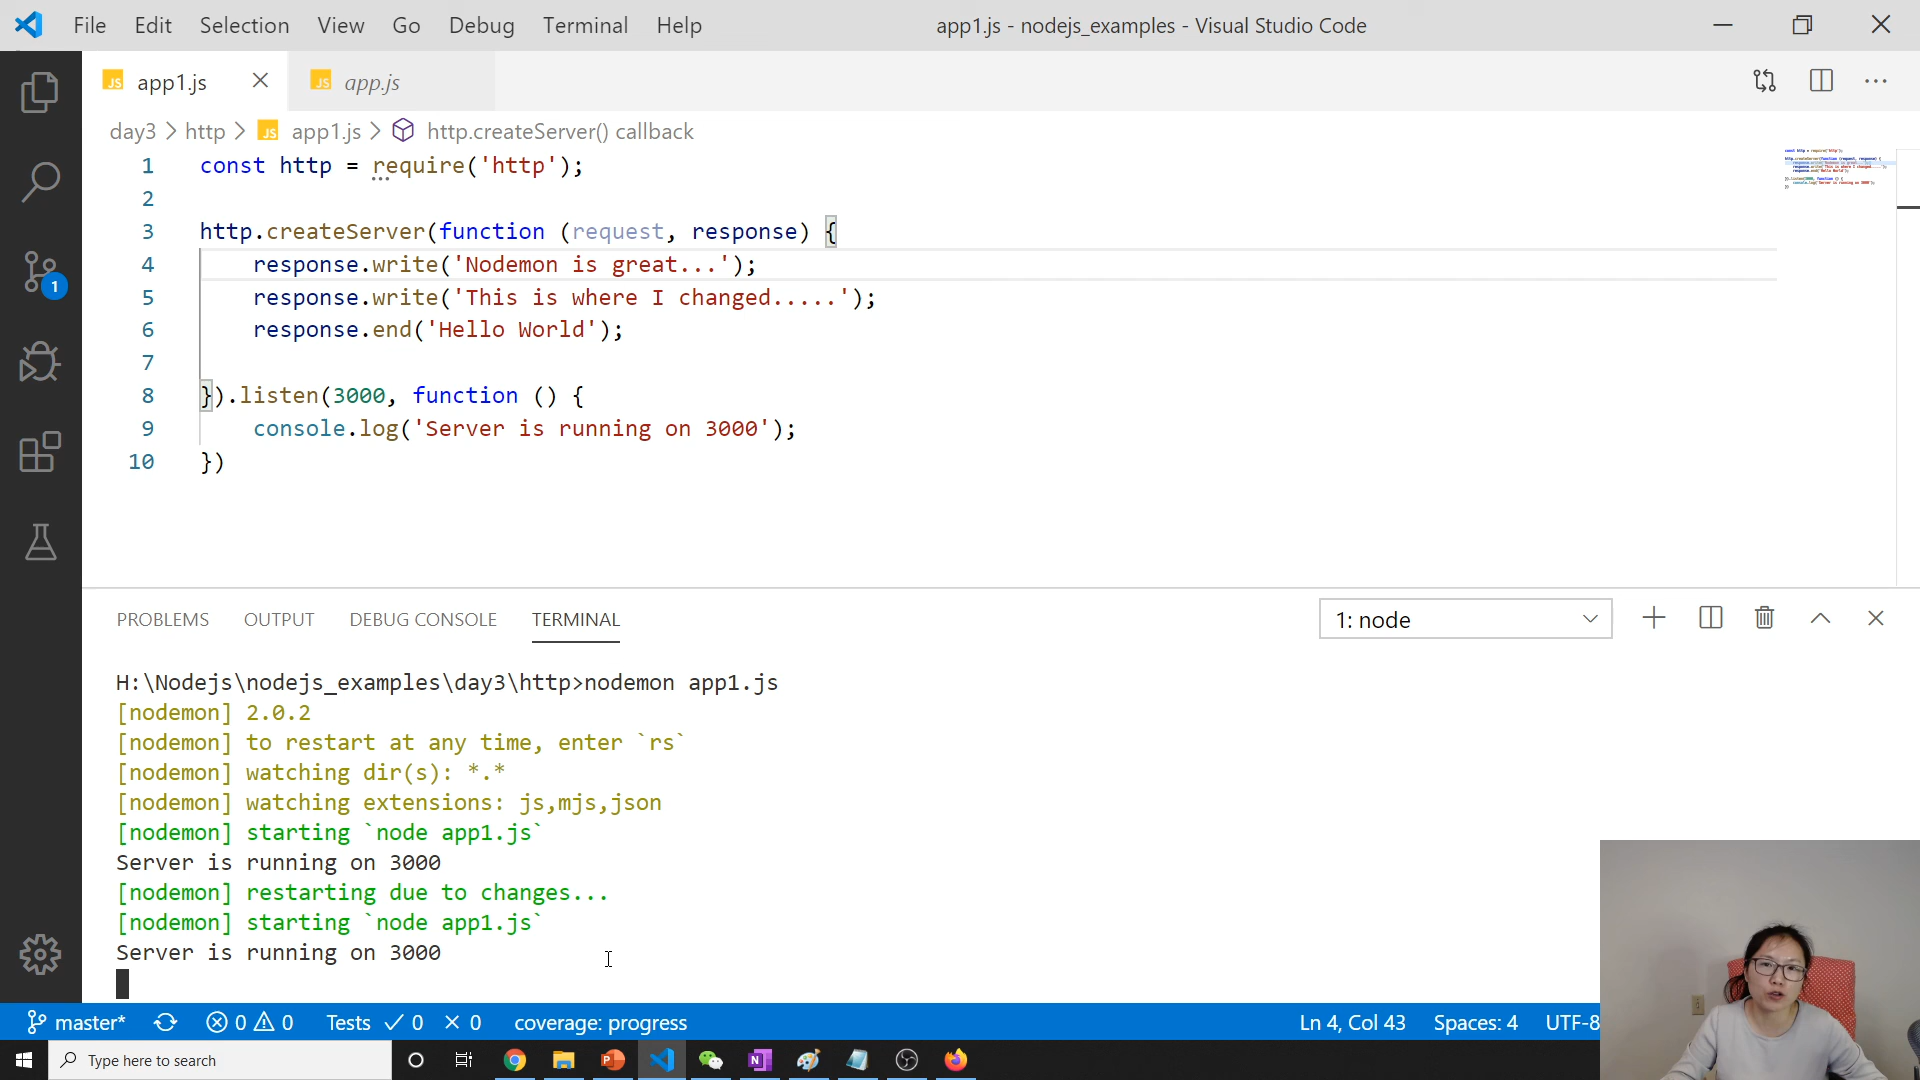 File Edit Selection View Go Debug Terminal Help app1.js - nodejs_examples - Visual Studio Code
JS app1.js JS app.js
day3 > http > JS app1.js > http.createServer() callback
1 const http = require('http');
2
3 http.createServer(function (request, response) {
4 response.write('Nodemon is great...');
5 response.write('This is where I changed.....');
6 response.end('Hello World');
7
8 }).listen(3000, function () {
9 console.log('Server is running on 3000');
10 })
1
PROBLEMS OUTPUT DEBUG CONSOLE TERMINAL 1: node
H:\Nodejs\nodejs_examples\day3\http>nodemon app1.js
[nodemon] 2.0.2
[nodemon] to restart at any time, enter `rs`
[nodemon] watching dir(s): *.*
[nodemon] watching extensions: js,mjs,json
[nodemon] starting `node app1.js`
Server is running on 3000
[nodemon] restarting due to changes...
[nodemon] starting `node app1.js`
Server is running on 3000
master* 0 0 Tests ✓ 0 × 0 coverage: progress Ln 4, Col 43 Spaces: 4 UTF-8
Type here to search